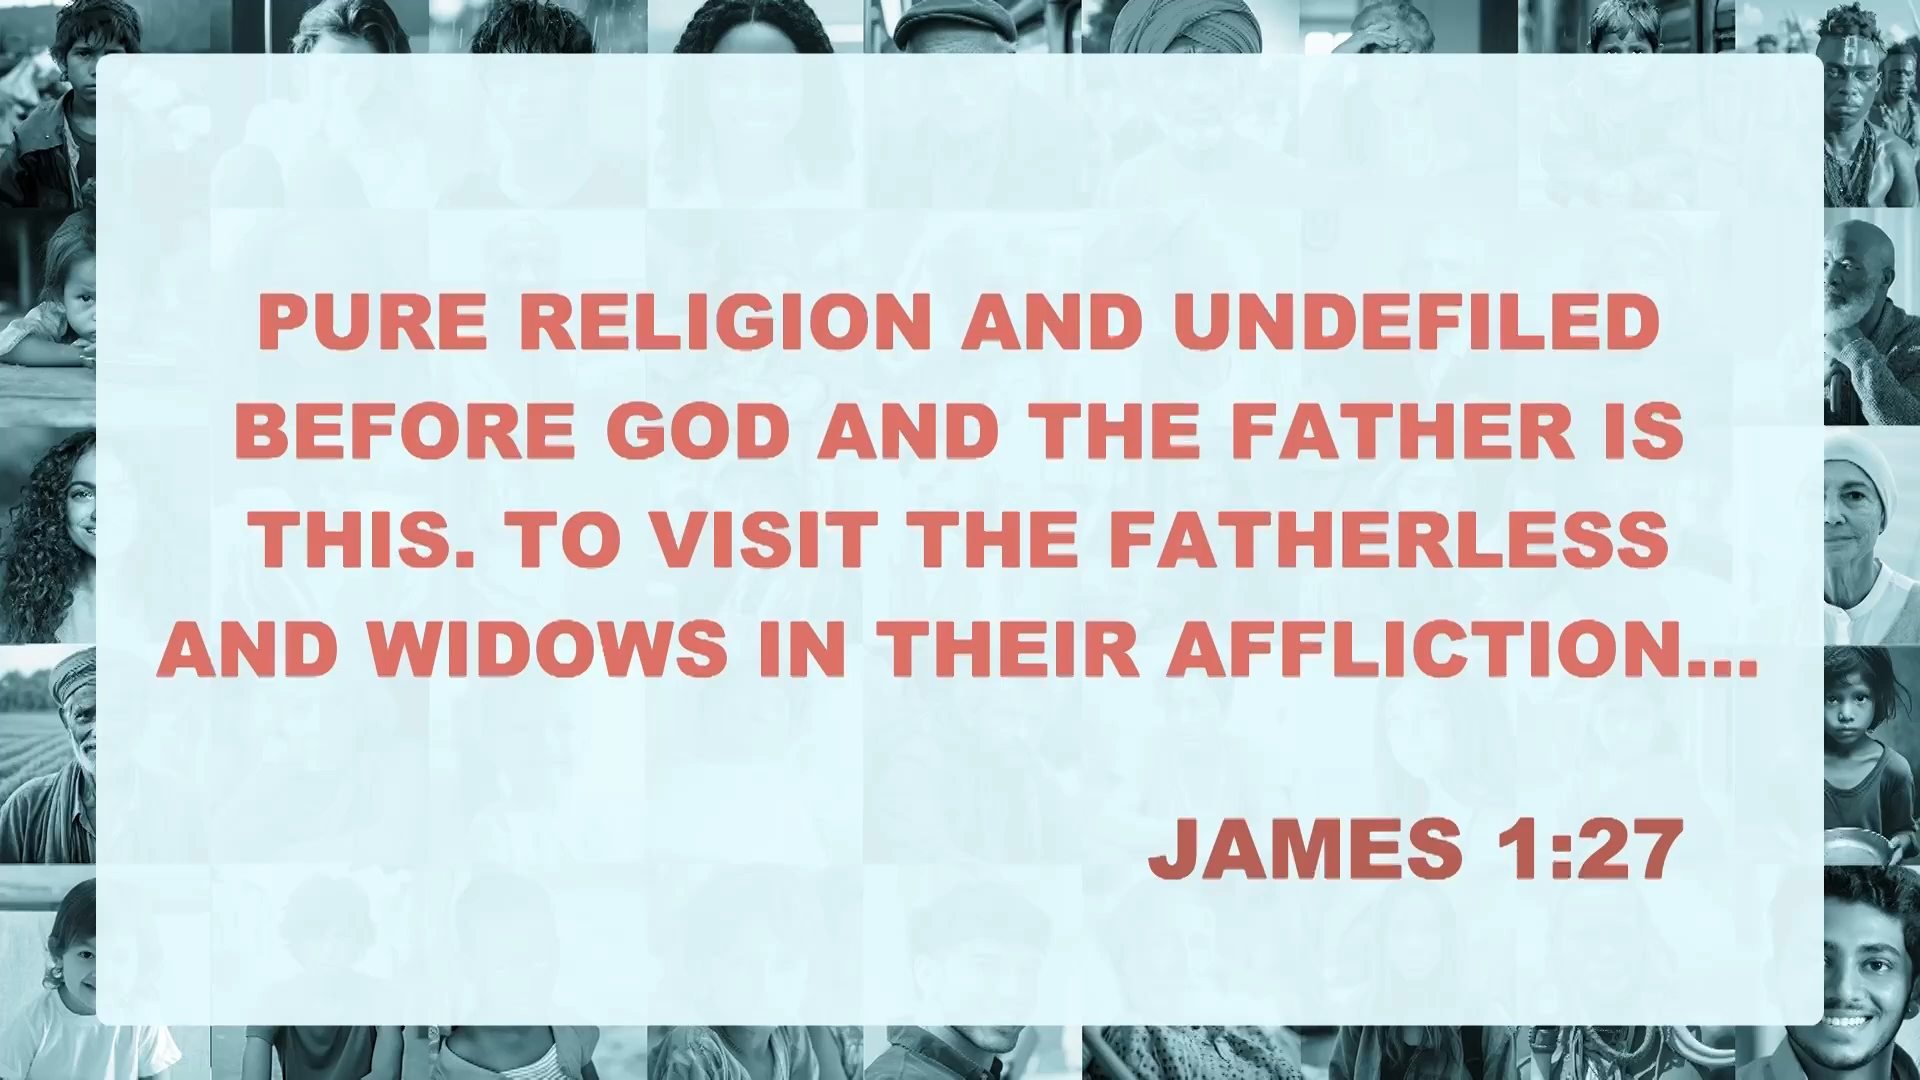 PURE RELIGION AND UNDEFILED
BEFORE GOD AND THE FATHER IS
THIS. TO VISIT THE FATHERLESS
AND WIDOWS IN THEIR AFFLICTION...
JAMES 1:27